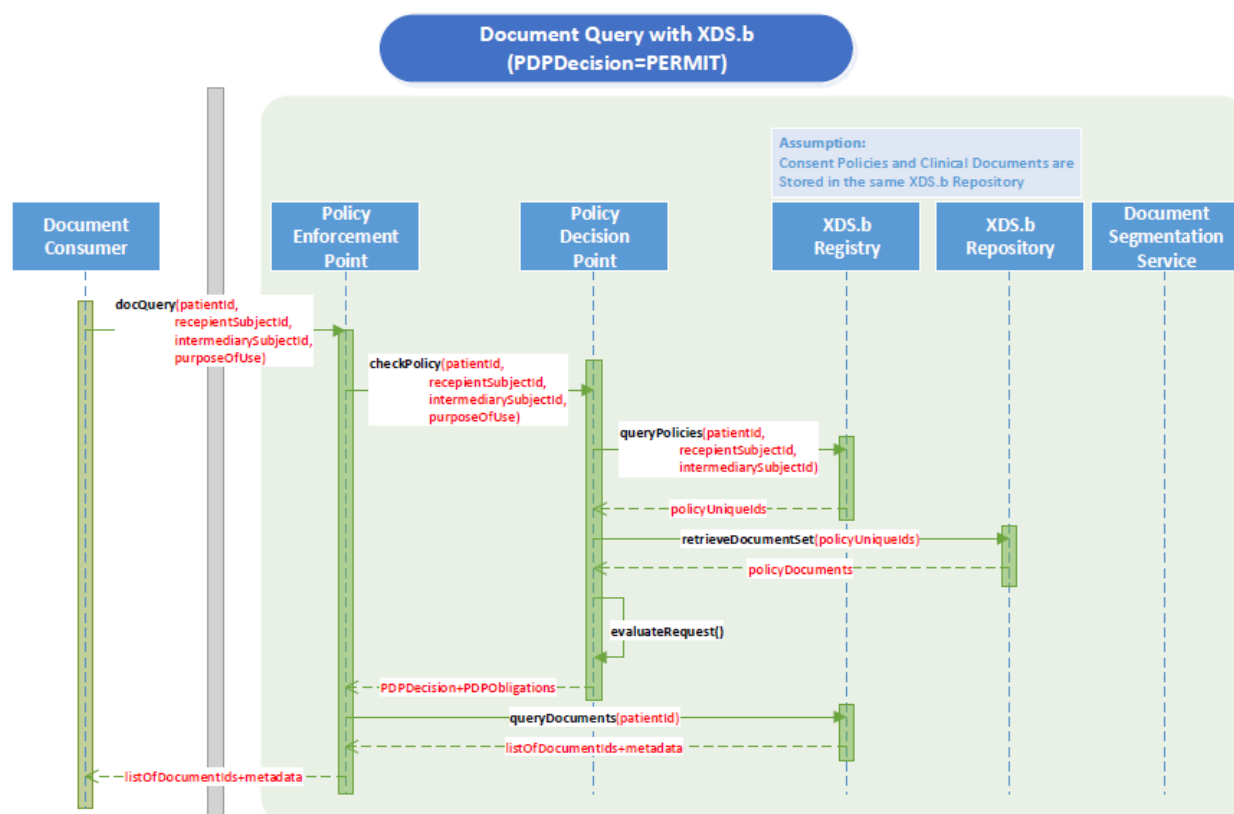 Document Query with XDS.b
(PDPDecision=PERMIT)
Assumption:
Consent Policies and Clinical Documents are
Stored in the same XDS.b Repository
Document
Consumer
Policy
Enforcement
Point
Policy
Decision
Point
XDS.b
Registry
XDS.b
Repository
Document
Segmentation
Service
docQuery(patientId,
recepientSubjectId,
intermediarySubjectId,
purposeOfUse)
checkPolicy(patientId,
recepientSubjectId,
intermediarySubjectId,
purposeOfUse)
queryPolicies(patientId,
recepientSubjectId,
intermediarySubjectId)
policyUniqueIds
retrieveDocumentSet(policyUniqueIds)
policyDocuments
evaluateRequest()
PDPDecision+PDPObligations
queryDocuments(patientId)
listOfDocumentIds+metadata
listOfDocumentIds+metadata